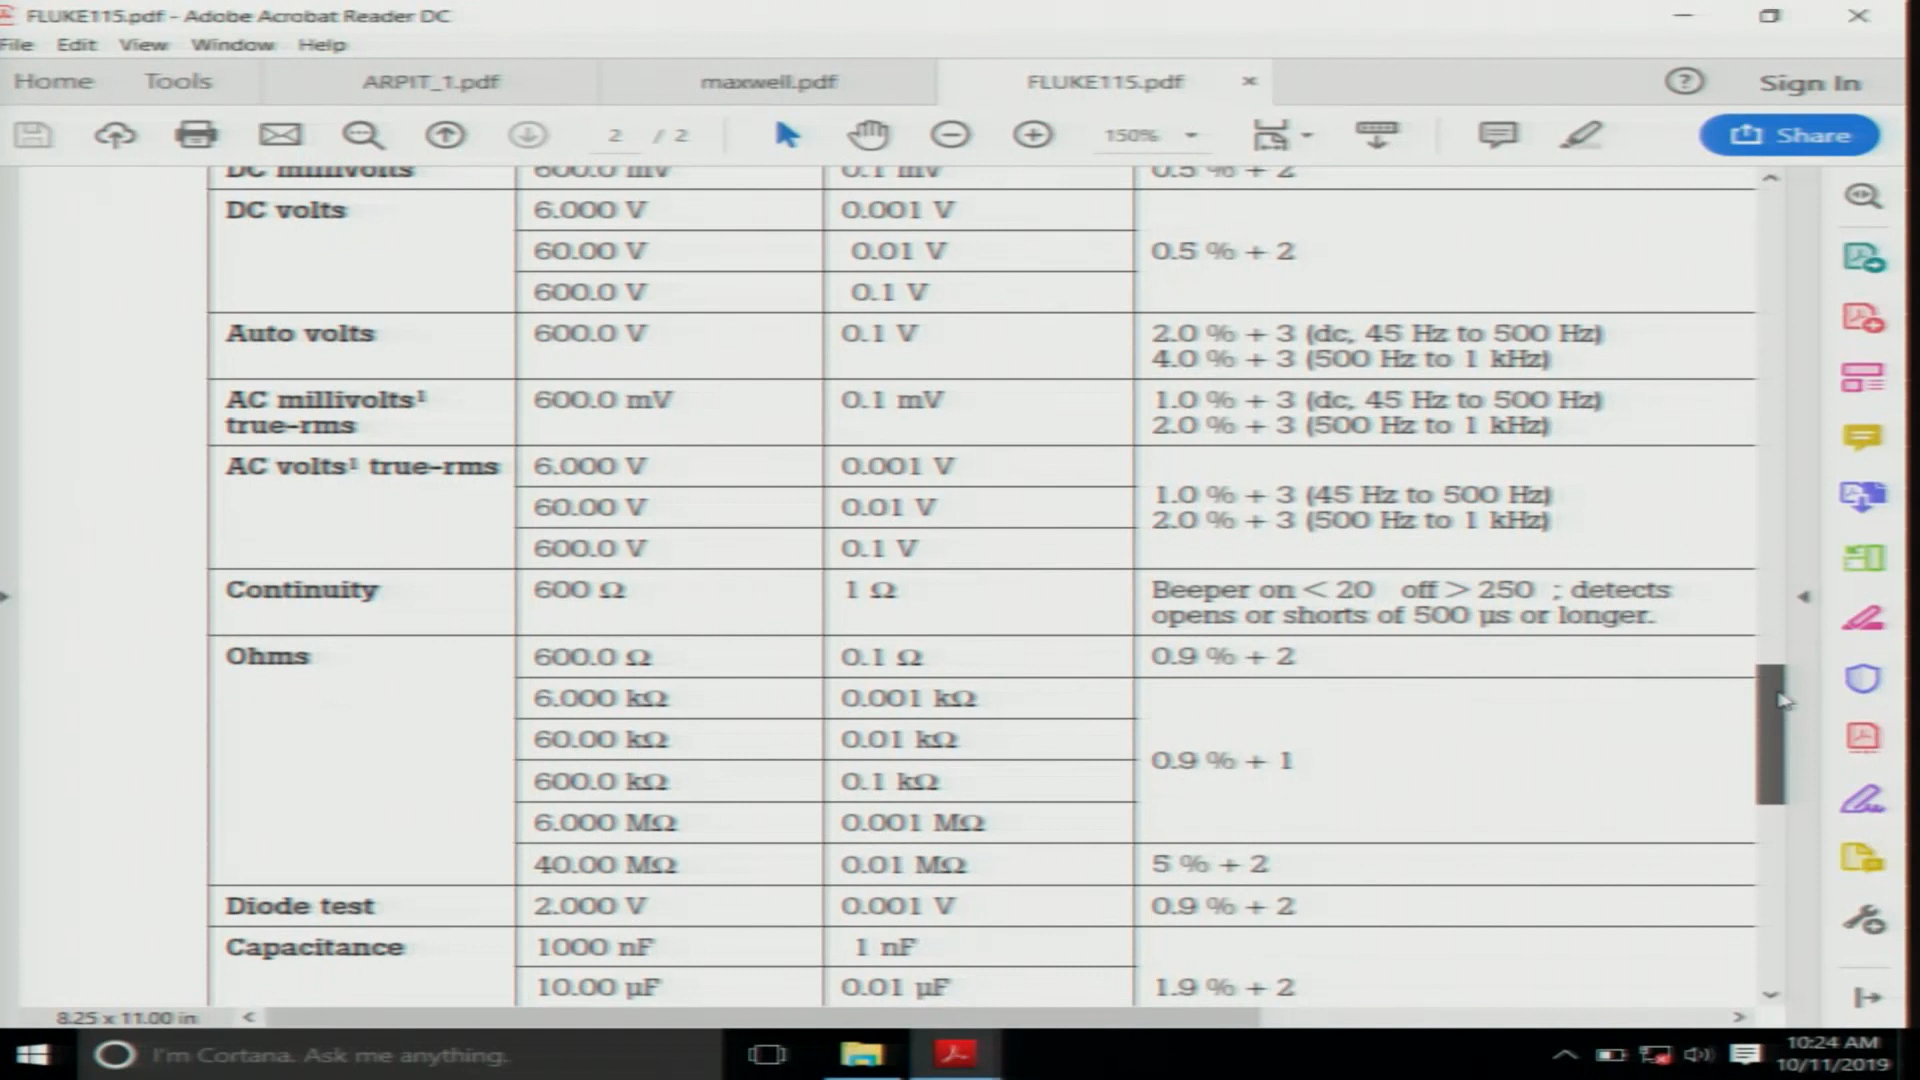 FLUKE115.pdf - Adobe Acrobat Reader DC
File Edit View Window Help
Home Tools ARPIT_1.pdf maxwell.pdf FLUKE115.pdf × ? Sign In
2 / 2 150% Share
DC millivolts 600.0 mV 0.1 mV 0.5 % + 2
DC volts 6.000 V 0.001 V
60.00 V 0.01 V 0.5 % + 2
600.0 V 0.1 V
Auto volts 600.0 V 0.1 V 2.0 % + 3 (dc, 45 Hz to 500 Hz)
4.0 % + 3 (500 Hz to 1 kHz)
AC millivolts¹ 600.0 mV 0.1 mV 1.0 % + 3 (dc, 45 Hz to 500 Hz)
true-rms 2.0 % + 3 (500 Hz to 1 kHz)
AC volts¹ true-rms 6.000 V 0.001 V
1.0 % + 3 (45 Hz to 500 Hz)
60.00 V 0.01 V
2.0 % + 3 (500 Hz to 1 kHz)
600.0 V 0.1 V
Continuity 600 Ω 1 Ω Beeper on < 20 off > 250 ; detects
opens or shorts of 500 µs or longer.
Ohms 600.0 Ω 0.1 Ω 0.9 % + 2
6.000 kΩ 0.001 kΩ
60.00 kΩ 0.01 kΩ
0.9 % + 1
600.0 kΩ 0.1 kΩ
6.000 MΩ 0.001 MΩ
40.00 MΩ 0.01 MΩ 5 % + 2
Diode test 2.000 V 0.001 V 0.9 % + 2
Capacitance 1000 nF 1 nF
10.00 µF 0.01 µF 1.9 % + 2
8.25 x 11.00 in
I'm Cortana. Ask me anything.
10:24 AM
10/11/2019